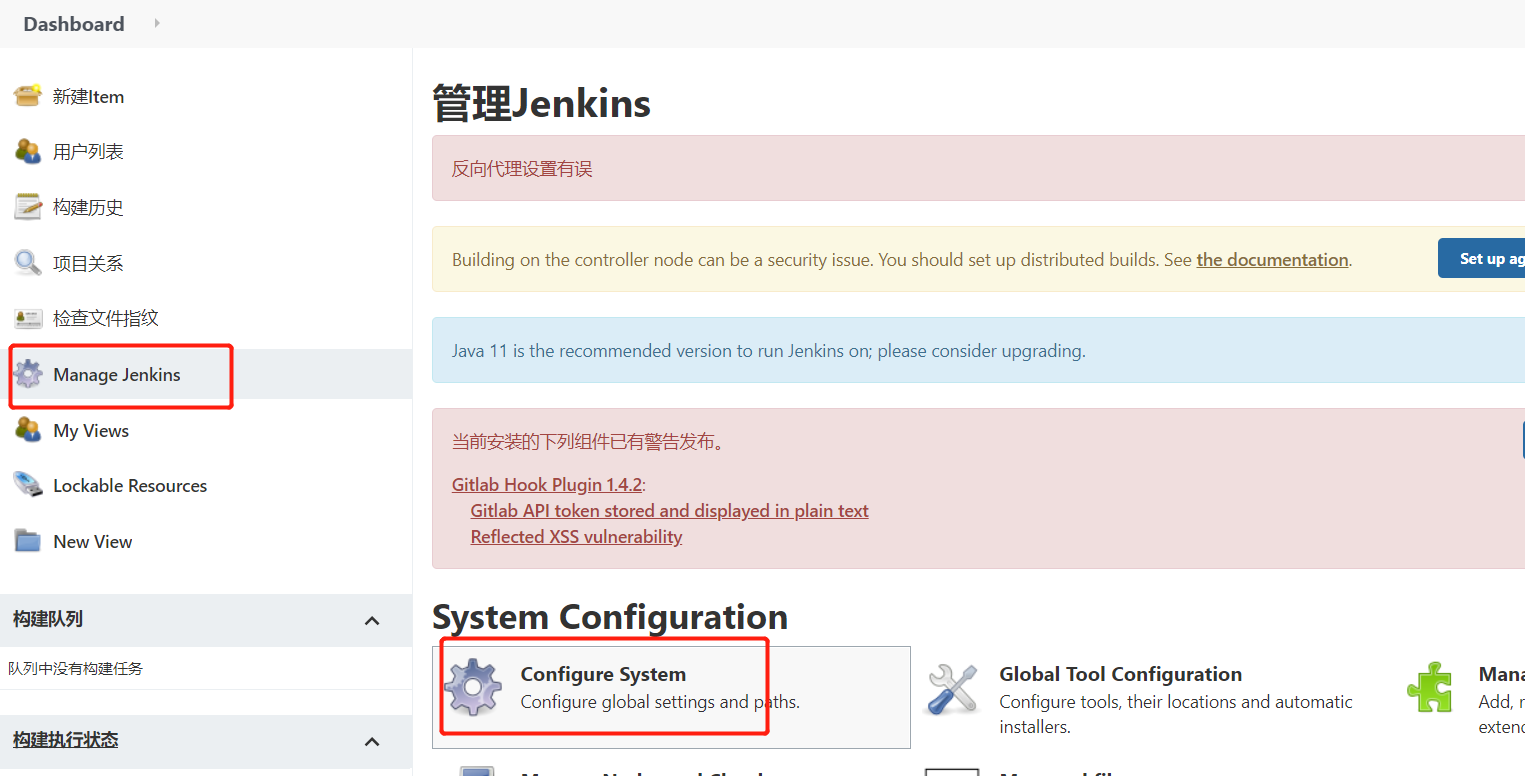 Dashboard
新建Item
用户列表
构建历史
项目关系
检查文件指纹
Manage Jenkins
My Views
Lockable Resources
New View
构建队列
队列中没有构建任务
构建执行状态
管理Jenkins
反向代理设置有误
Building on the controller node can be a security issue. You should set up distributed builds. See the documentation.
Set up ag
Java 11 is the recommended version to run Jenkins on; please consider upgrading.
当前安装的下列组件已有警告发布。
Gitlab Hook Plugin 1.4.2:
Gitlab API token stored and displayed in plain text
Reflected XSS vulnerability
System Configuration
Configure System
Configure global settings and paths.
Global Tool Configuration
Configure tools, their locations and automatic
installers.
Mana
Add, r
extend